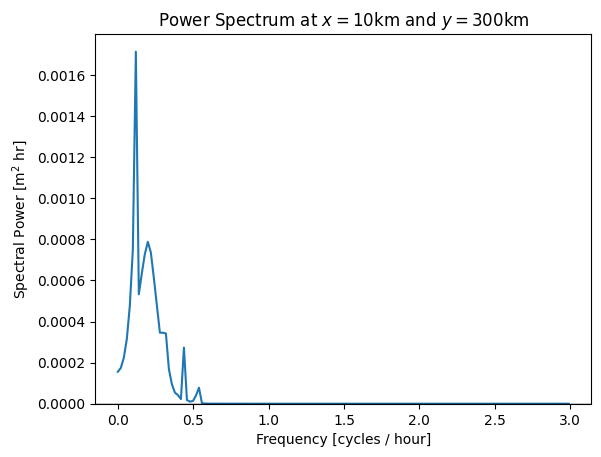 Power Spectrum at x = 10km and y = 300km
Spectral Power [m² hr]
0.0016
0.0014
0.0012
0.0010
0.0008
0.0006
0.0004
0.0002
0.0000
0.0 0.5 1.0 1.5 2.0 2.5 3.0
Frequency [cycles / hour]